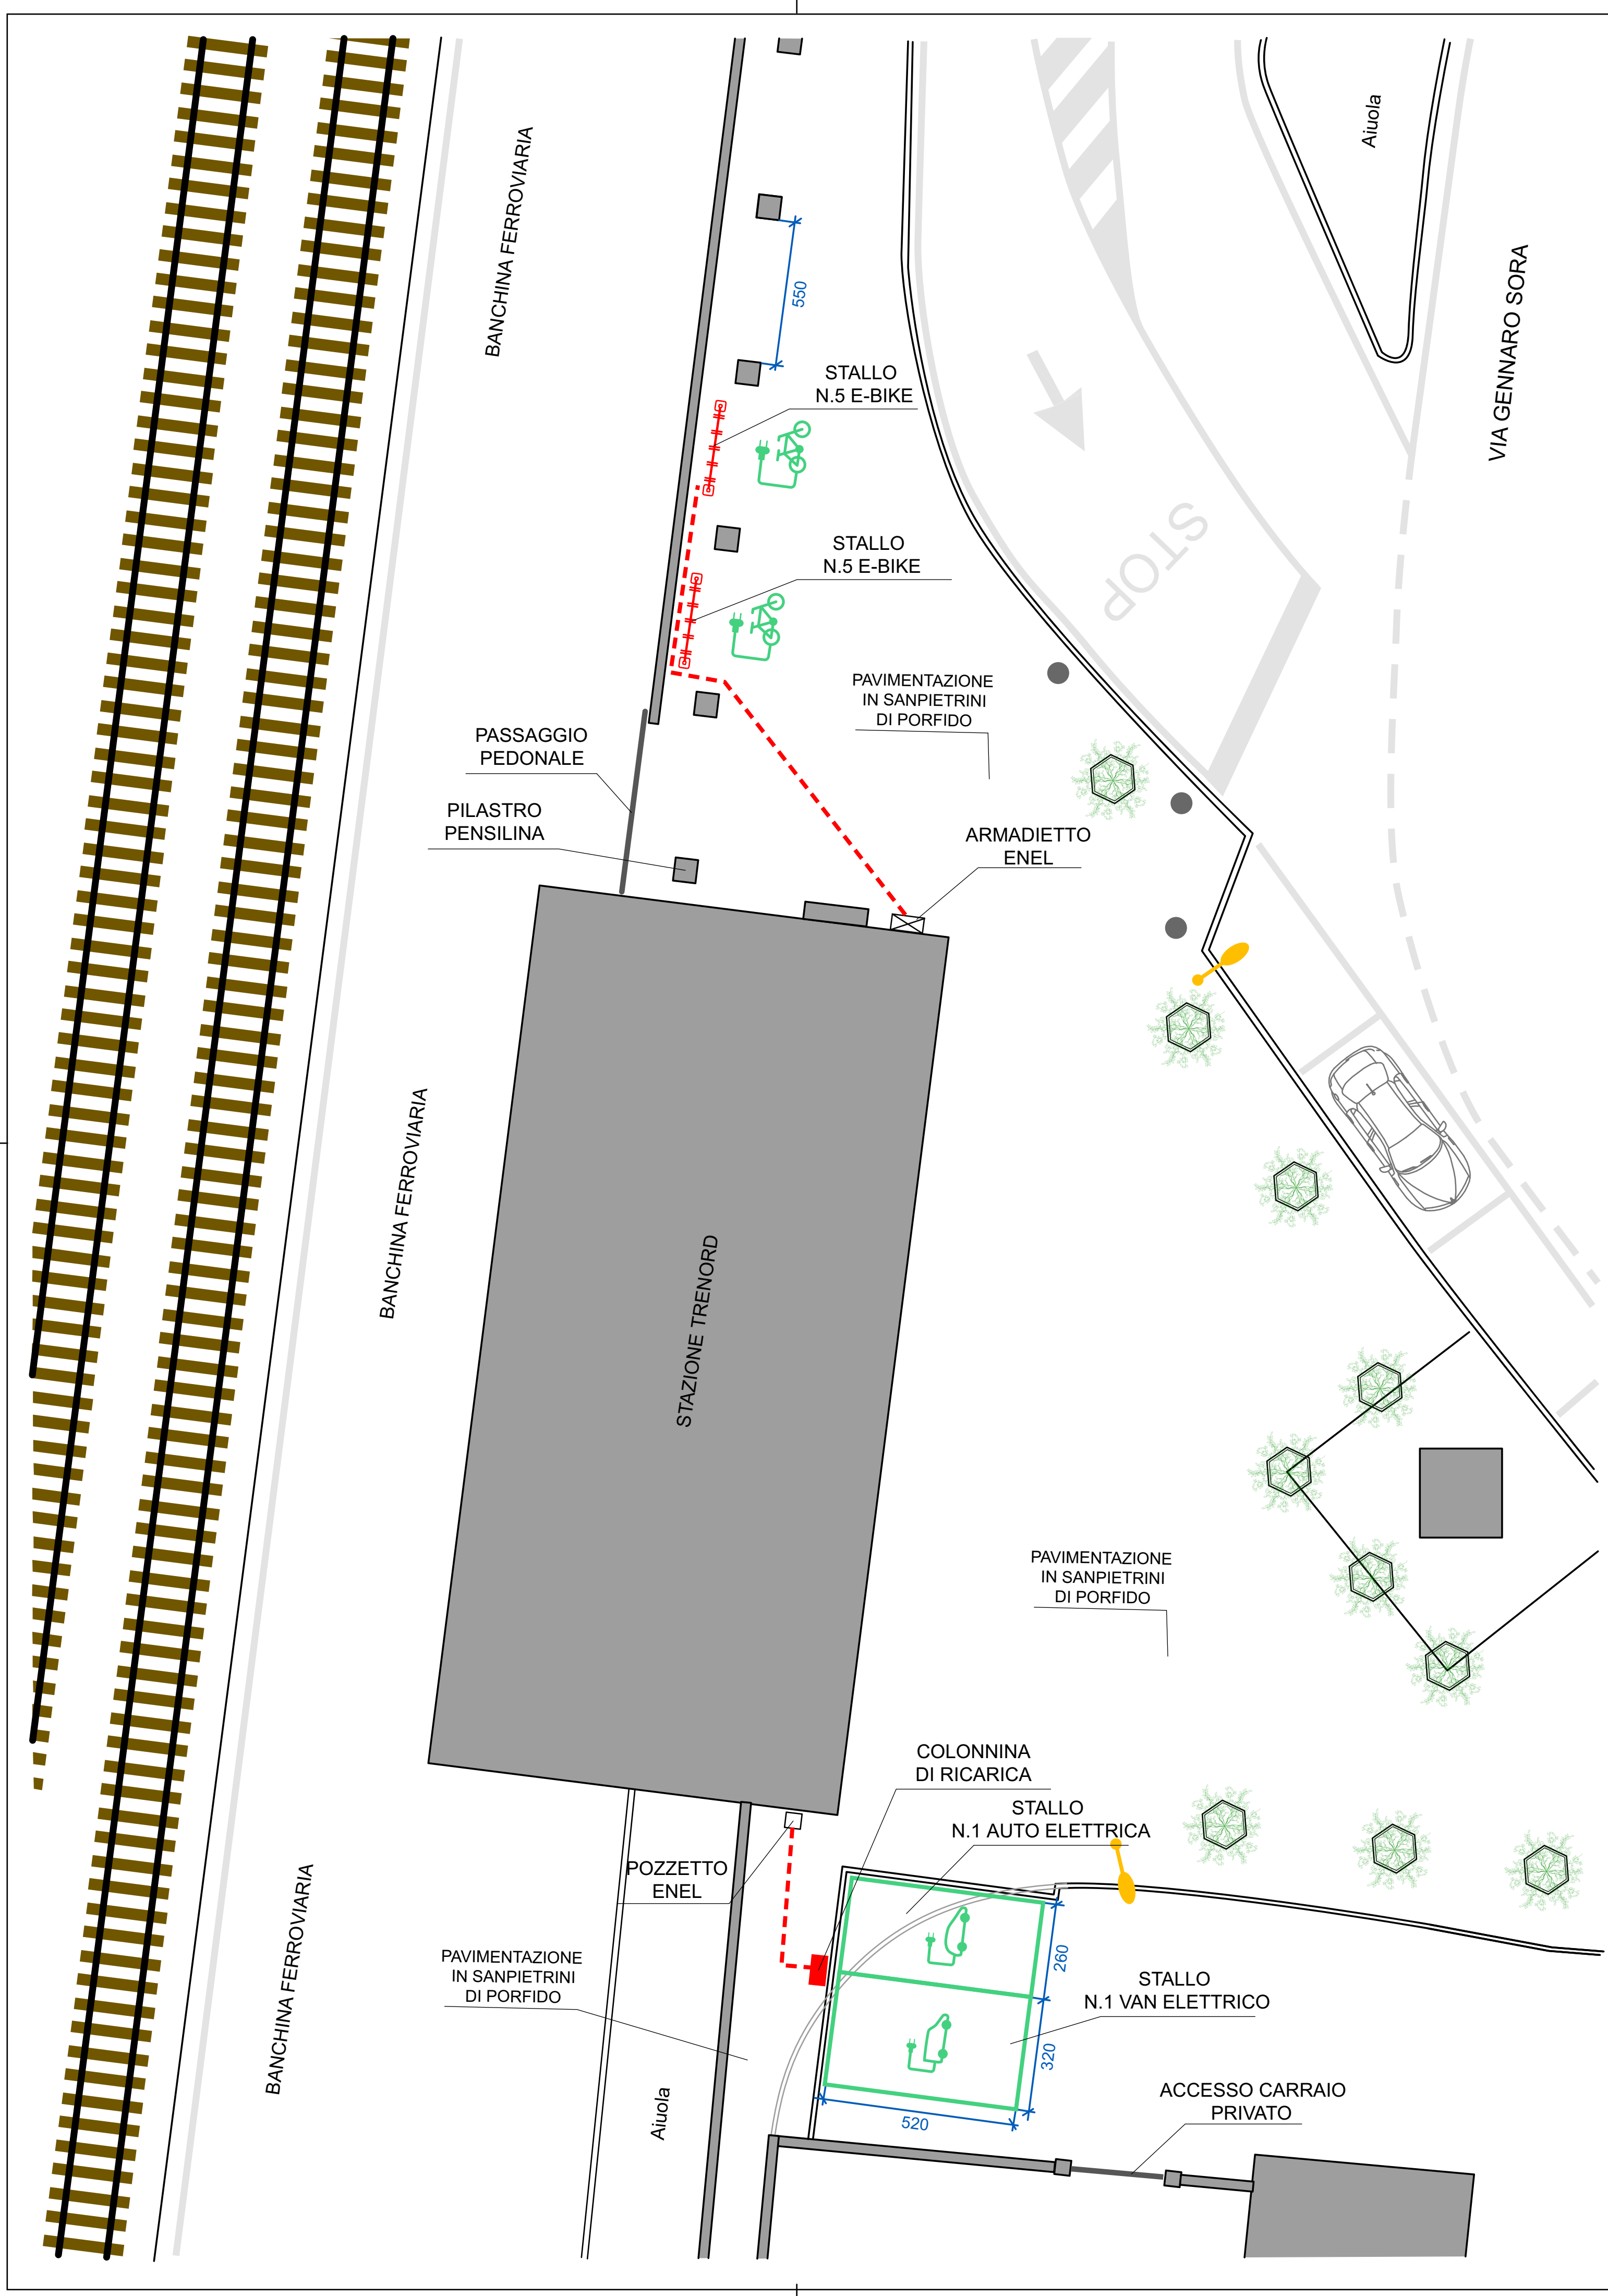 Aiuola
BANCHINA FERROVIARIA
VIA GENNARO SORA
550
STALLO
N.5 E-BIKE
STOP
STALLO
N.5 E-BIKE
PAVIMENTAZIONE
IN SANPIETRINI
DI PORFIDO
PASSAGGIO
PEDONALE
PILASTRO
PENSILINA
ARMADIETTO
ENEL
BANCHINA FERROVIARIA
STAZIONE TRENORD
PAVIMENTAZIONE
IN SANPIETRINI
DI PORFIDO
COLONNINA
DI RICARICA
STALLO
N.1 AUTO ELETTRICA
POZZETTO
ENEL
BANCHINA FERROVIARIA
PAVIMENTAZIONE
IN SANPIETRINI
DI PORFIDO
260
STALLO
N.1 VAN ELETTRICO
320
Aiuola
520
ACCESSO CARRAIO
PRIVATO